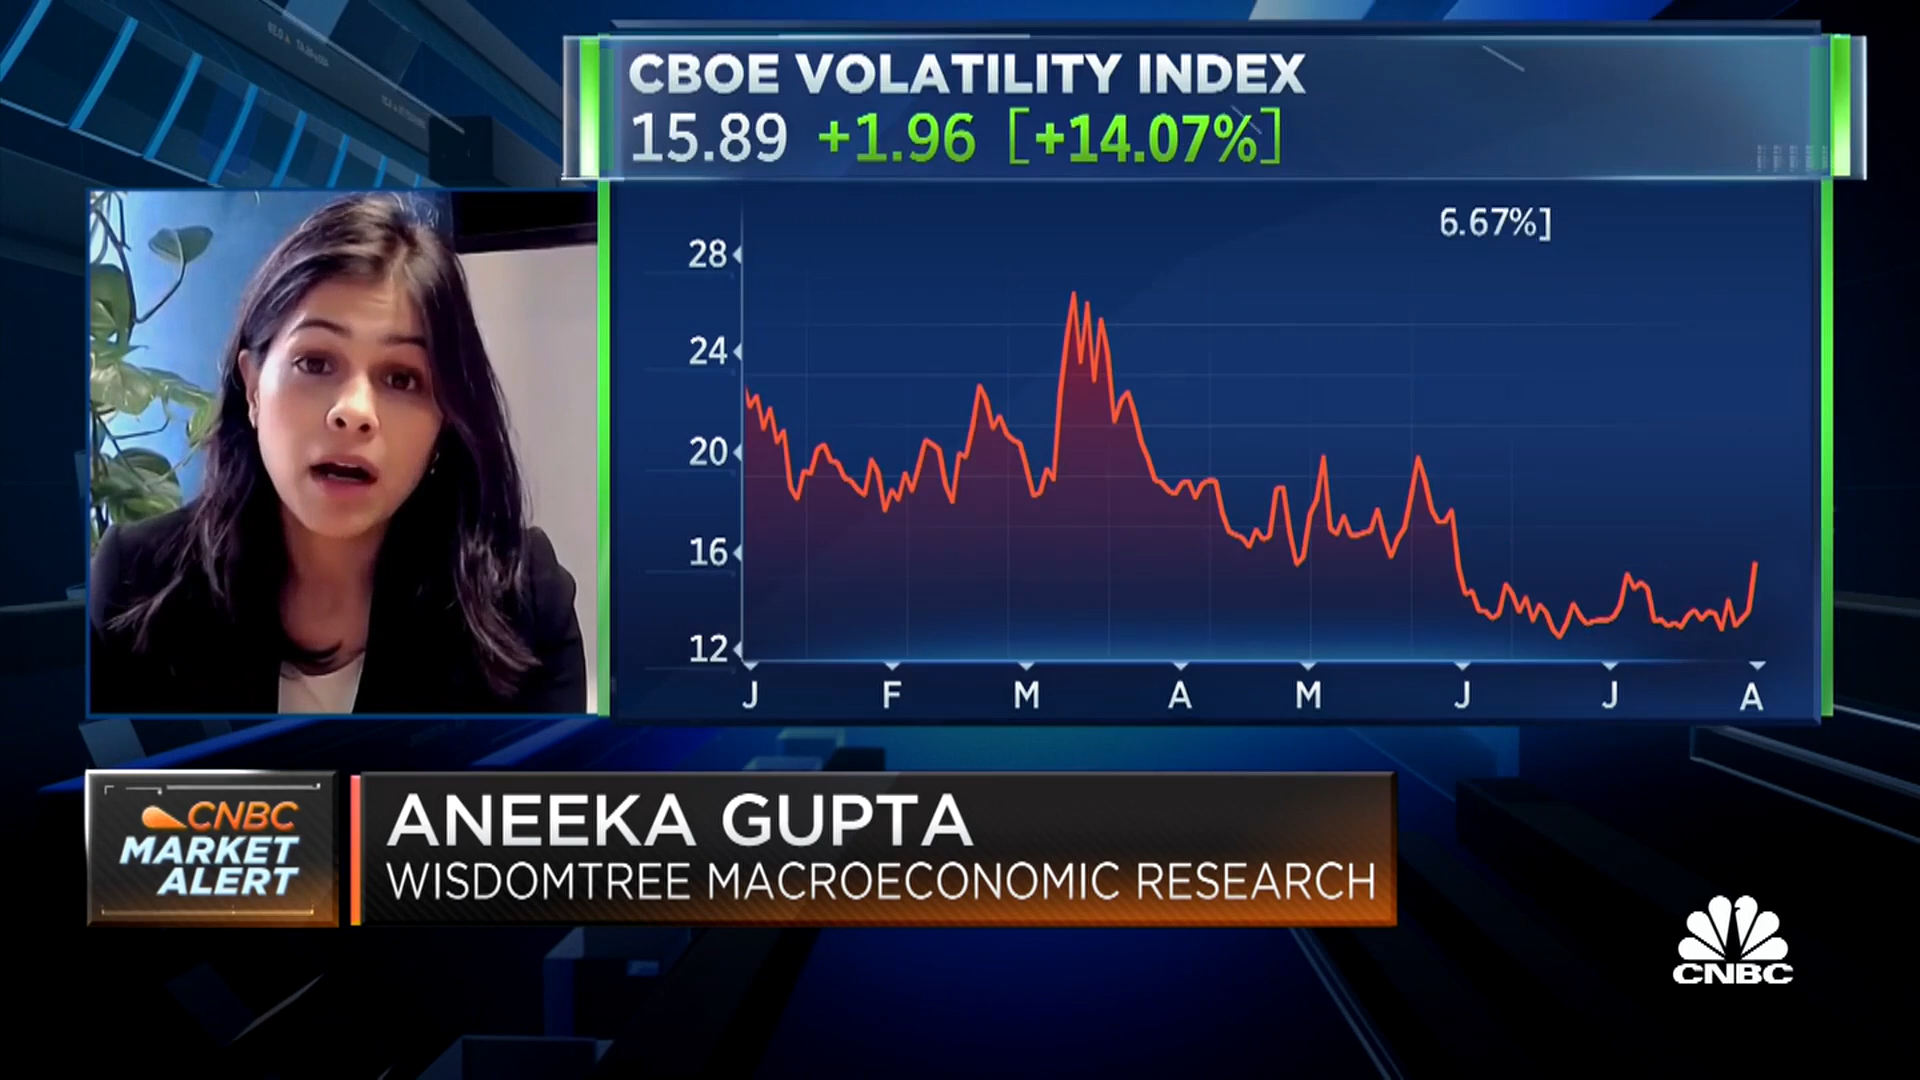 CBOE VOLATILITY INDEX
15.89 +1.96 [+14.07%]
6.67%]
28
24
20
16
12
J F M A M J J A
CNBC
MARKET
ALERT
ANEEKA GUPTA
WISDOMTREE MACROECONOMIC RESEARCH
CNBC